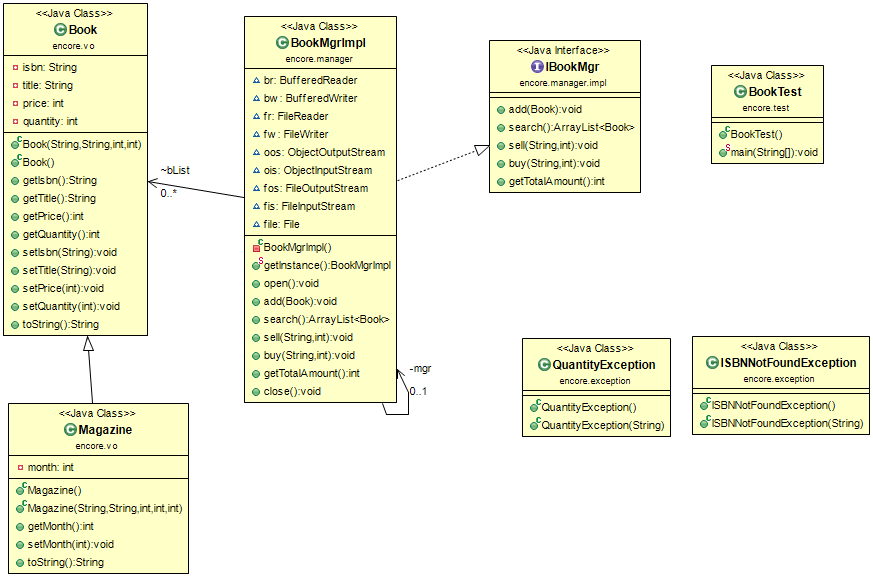 <<Java Class>>
Book
encore.vo
isbn: String
title: String
price: int
quantity: int
Book(String,String,int,int)
Book()
getIsbn():String
getTitle():String
getPrice():int
getQuantity():int
setIsbn(String):void
setTitle(String):void
setPrice(int):void
setQuantity(int):void
toString():String
~bList
0..*
<<Java Class>>
BookMgrImpl
encore.manager
br: BufferedReader
bw: BufferedWriter
fr: FileReader
fw: FileWriter
oos: ObjectOutputStream
ois: ObjectInputStream
fos: FileOutputStream
fis: FileInputStream
file: File
BookMgrImpl()
getInstance():BookMgrImpl
open():void
add(Book):void
search():ArrayList<Book>
sell(String,int):void
buy(String,int):void
getTotalAmount():int
close():void
-mgr
0..1
<<Java Interface>>
IBookMgr
encore.manager.impl
add(Book):void
search():ArrayList<Book>
sell(String,int):void
buy(String,int):void
getTotalAmount():int
<<Java Class>>
BookTest
encore.test
BookTest()
main(String[]):void
<<Java Class>>
Magazine
encore.vo
month: int
Magazine()
Magazine(String,String,int,int,int)
getMonth():int
setMonth(int):void
toString():String
<<Java Class>>
QuantityException
encore.exception
QuantityException()
QuantityException(String)
<<Java Class>>
ISBNNotFoundException
encore.exception
ISBNNotFoundException()
ISBNNotFoundException(String)